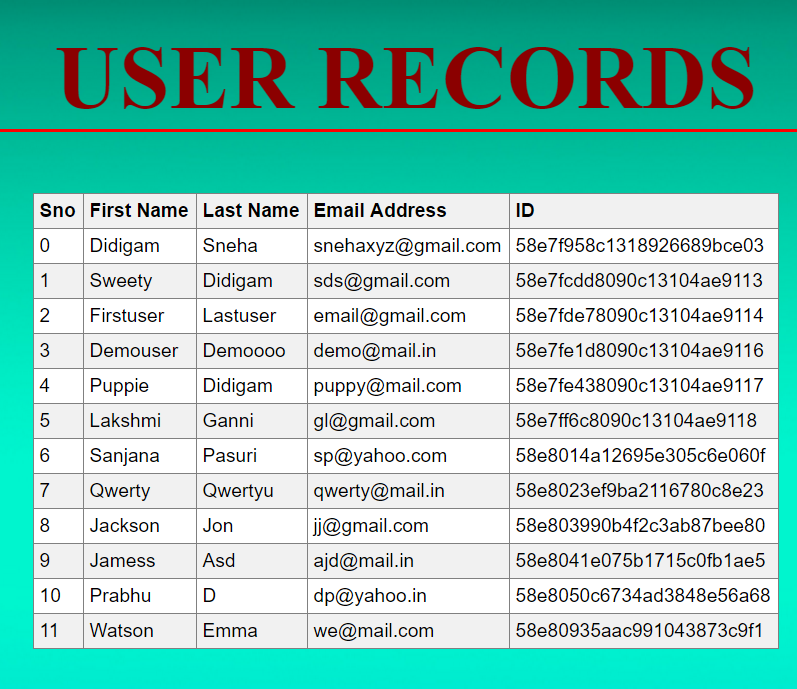 USER RECORDS
Sno First Name Last Name Email Address ID
0 Didigam Sneha snehaxyz@gmail.com 58e7f958c1318926689bce03
1 Sweety Didigam sds@gmail.com 58e7fcdd8090c13104ae9113
2 Firstuser Lastuser email@gmail.com 58e7fde78090c13104ae9114
3 Demouser Demoooo demo@mail.in 58e7fe1d8090c13104ae9116
4 Puppie Didigam puppy@mail.com 58e7fe438090c13104ae9117
5 Lakshmi Ganni gl@gmail.com 58e7ff6c8090c13104ae9118
6 Sanjana Pasuri sp@yahoo.com 58e8014a12695e305c6e060f
7 Qwerty Qwertyu qwerty@mail.in 58e8023ef9ba2116780c8e23
8 Jackson Jon jj@gmail.com 58e803990b4f2c3ab87bee80
9 Jamess Asd ajd@mail.in 58e8041e075b1715c0fb1ae5
10 Prabhu D dp@yahoo.in 58e8050c6734ad3848e56a68
11 Watson Emma we@mail.com 58e80935aac991043873c9f1